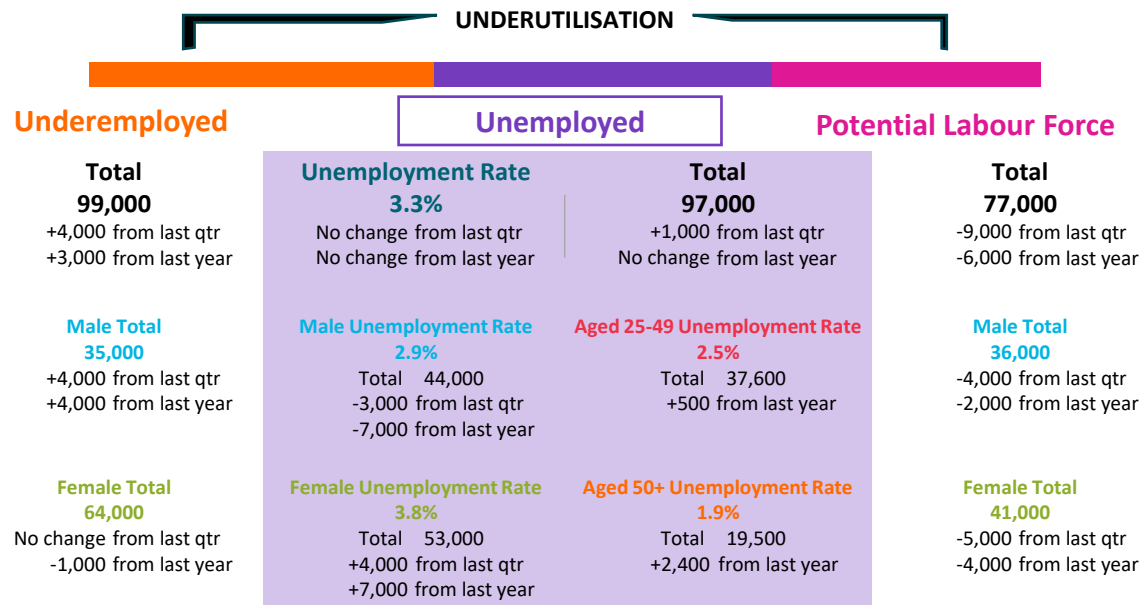 UNDERUTILISATION
Underemployed
Unemployed
Potential Labour Force
Total
99,000
+4,000 from last qtr
+3,000 from last year
Unemployment Rate
3.3%
No change from last qtr
No change from last year
Total
97,000
+1,000 from last qtr
No change from last year
Total
77,000
-9,000 from last qtr
-6,000 from last year
Male Total
35,000
+4,000 from last qtr
+4,000 from last year
Male Unemployment Rate
2.9%
Total 44,000
-3,000 from last qtr
-7,000 from last year
Aged 25-49 Unemployment Rate
2.5%
Total 37,600
+500 from last year
Male Total
36,000
-4,000 from last qtr
-2,000 from last year
Female Total
64,000
No change from last qtr
-1,000 from last year
Female Unemployment Rate
3.8%
Total 53,000
+4,000 from last qtr
+7,000 from last year
Aged 50+ Unemployment Rate
1.9%
Total 19,500
+2,400 from last year
Female Total
41,000
-5,000 from last qtr
-4,000 from last year